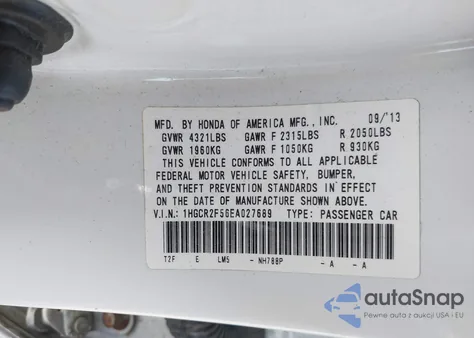 MFD. BY HONDA OF AMERICA MFG., INC. 09/'13
GVWR 4321LBS GAWR F 2315LBS R 2050LBS
GVWR 1960KG GAWR F 1050KG R 930KG
THIS VEHICLE CONFORMS TO ALL APPLICABLE
FEDERAL MOTOR VEHICLE SAFETY, BUMPER,
AND THEFT PREVENTION STANDARDS IN EFFECT
ON THE DATE OF MANUFACTURE SHOWN ABOVE.
V.I.N.: 1HGCR2F56EA027689 TYPE: PASSENGER CAR
T2F E LM5 - NH788P - A - A
autoSnap
Pewne auto z aukcji USA i EU